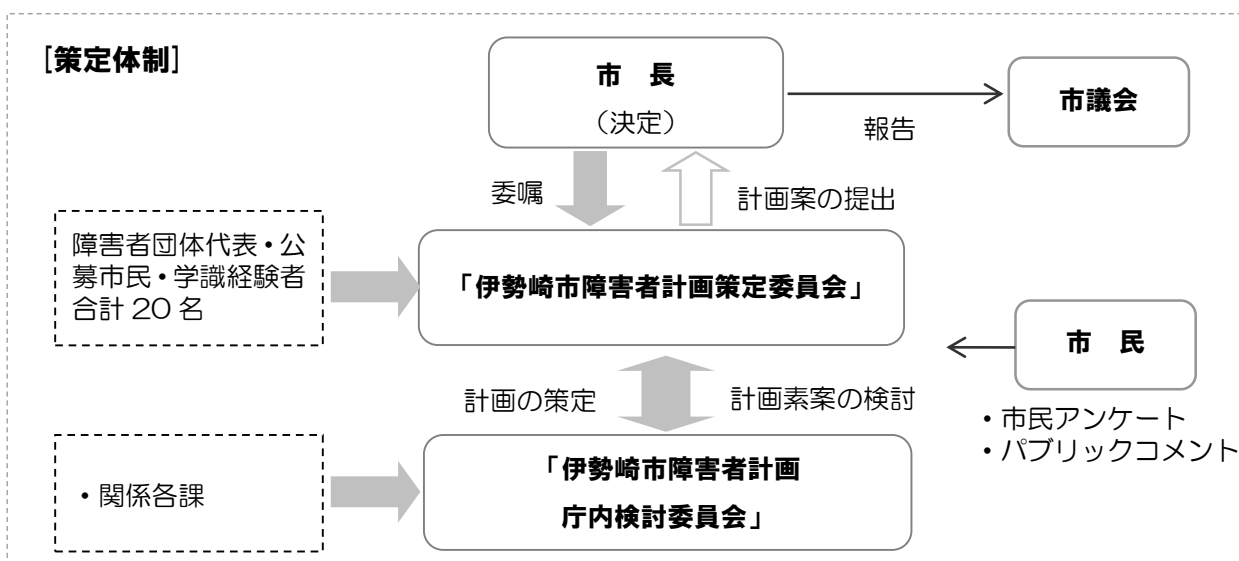 [策定体制]
市　長
（決定）
市議会
報告
委嘱
計画案の提出
障害者団体代表・公
募市民・学識経験者
合計 20 名
「伊勢崎市障害者計画策定委員会」
市　民
計画の策定
計画素案の検討
・市民アンケート
・パブリックコメント
・関係各課
「伊勢崎市障害者計画
庁内検討委員会」